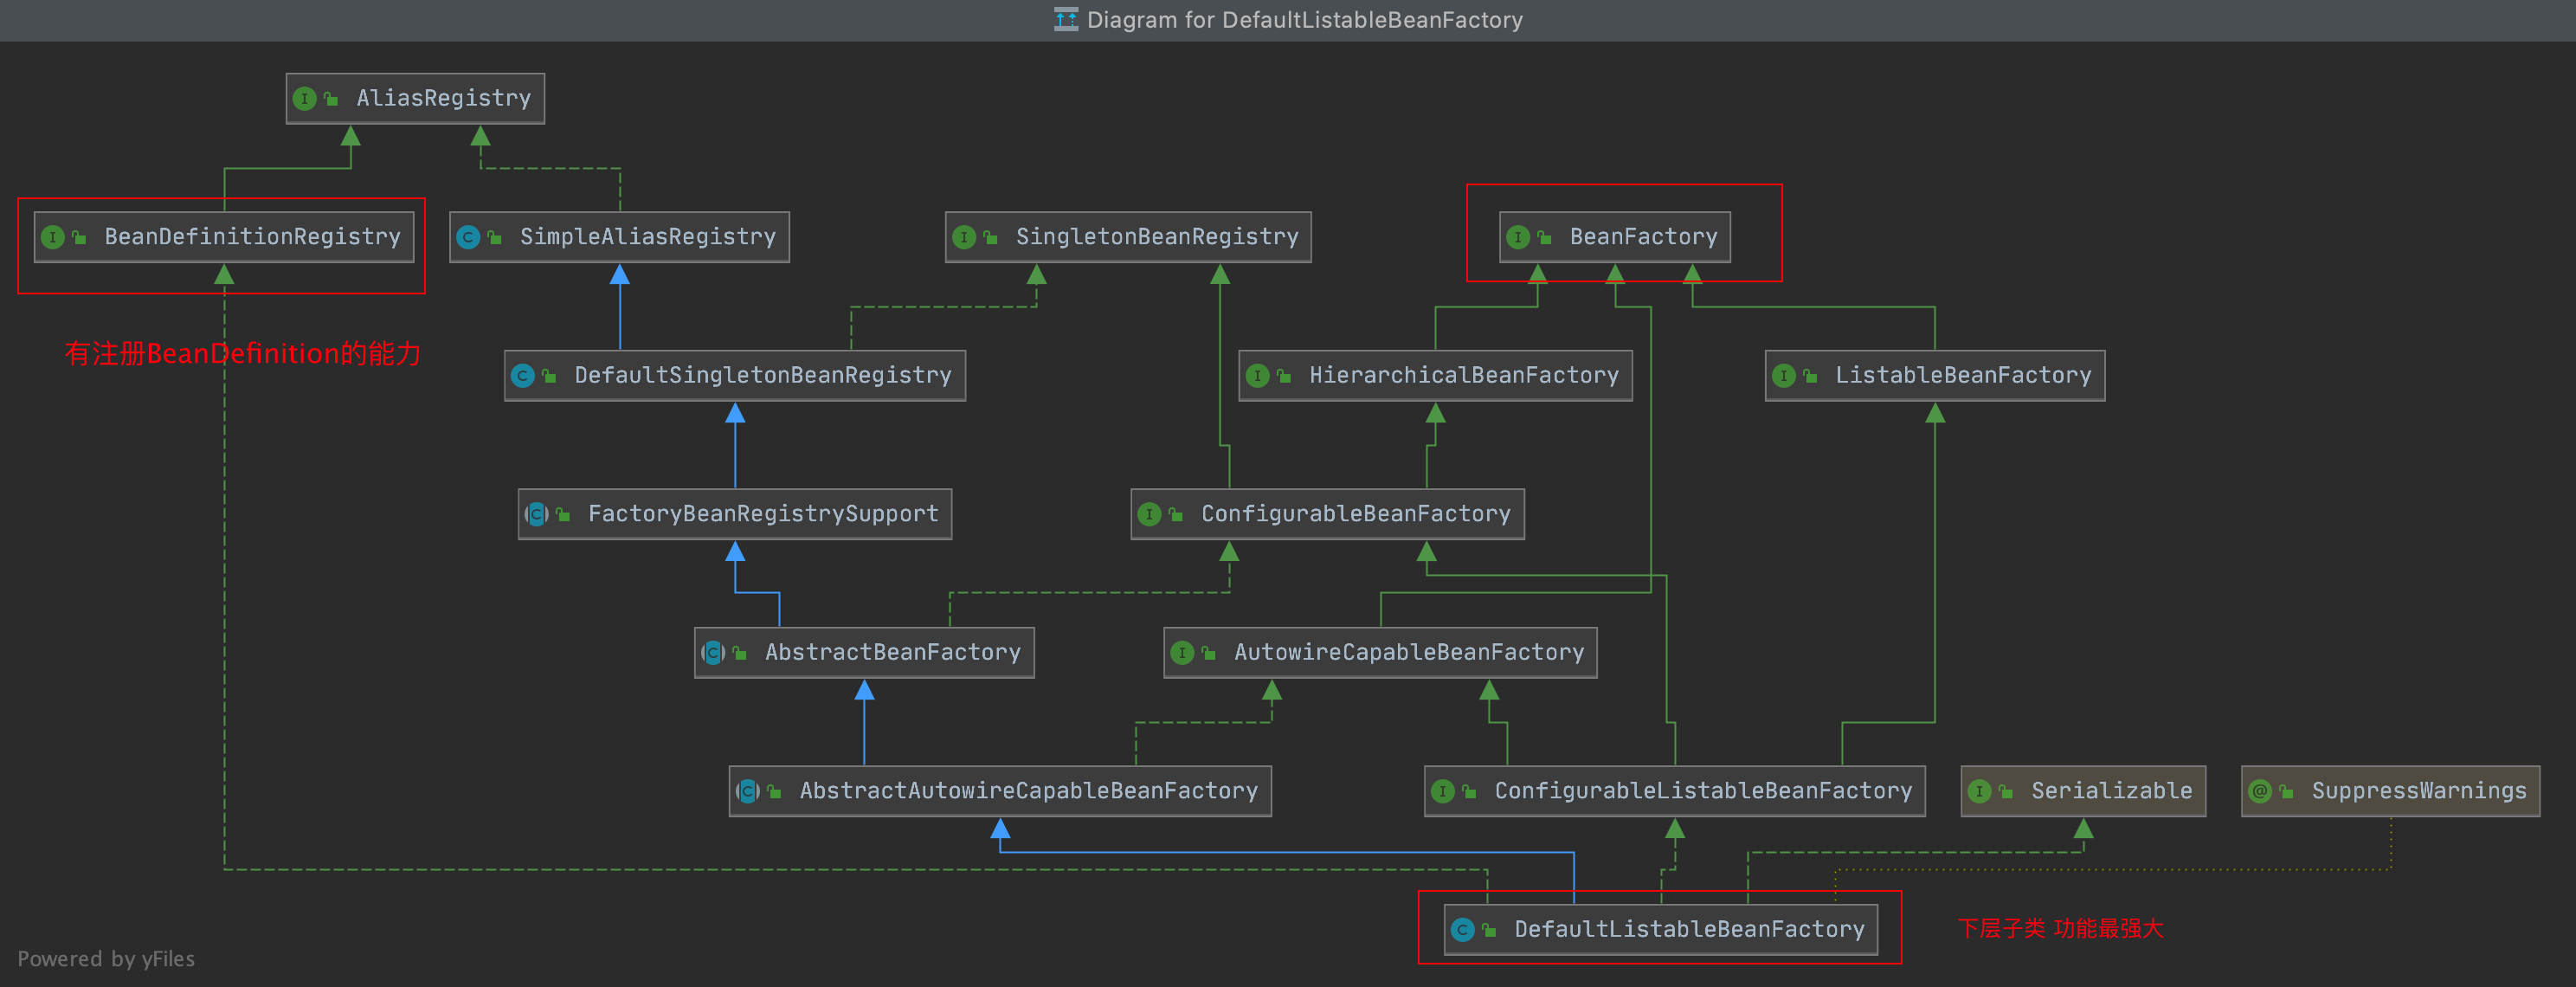 Diagram for DefaultListableBeanFactory
AliasRegistry
BeanDefinitionRegistry
SimpleAliasRegistry
SingletonBeanRegistry
BeanFactory
有注册BeanDefinition的能力
DefaultSingletonBeanRegistry
HierarchicalBeanFactory
ListableBeanFactory
FactoryBeanRegistrySupport
ConfigurableBeanFactory
AbstractBeanFactory
AutowireCapableBeanFactory
AbstractAutowireCapableBeanFactory
ConfigurableListableBeanFactory
Serializable
SuppressWarnings
DefaultListableBeanFactory
下层子类 功能最强大
Powered by yFiles